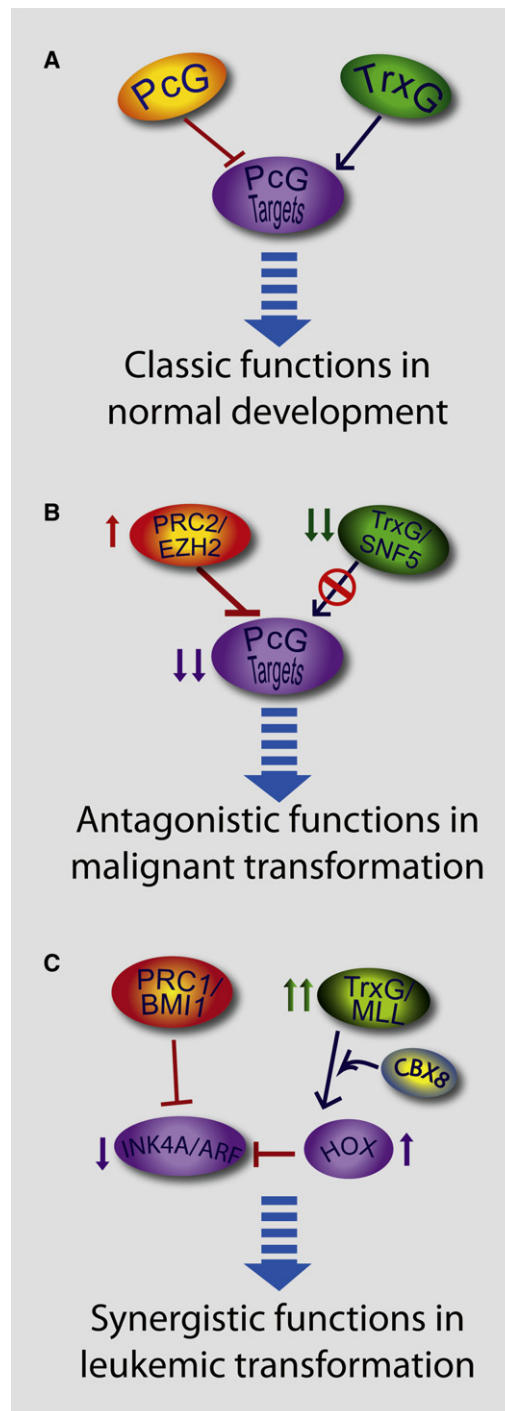 A
PcG
TrxG
PcG
Targets
Classic functions in
normal development
B
PRC2/
EZH2
TrxG/
SNF5
PcG
Targets
Antagonistic functions in
malignant transformation
C
PRC1/
BMI1
TrxG/
MLL
CBX8
INK4A/ARF
HOX
Synergistic functions in
leukemic transformation